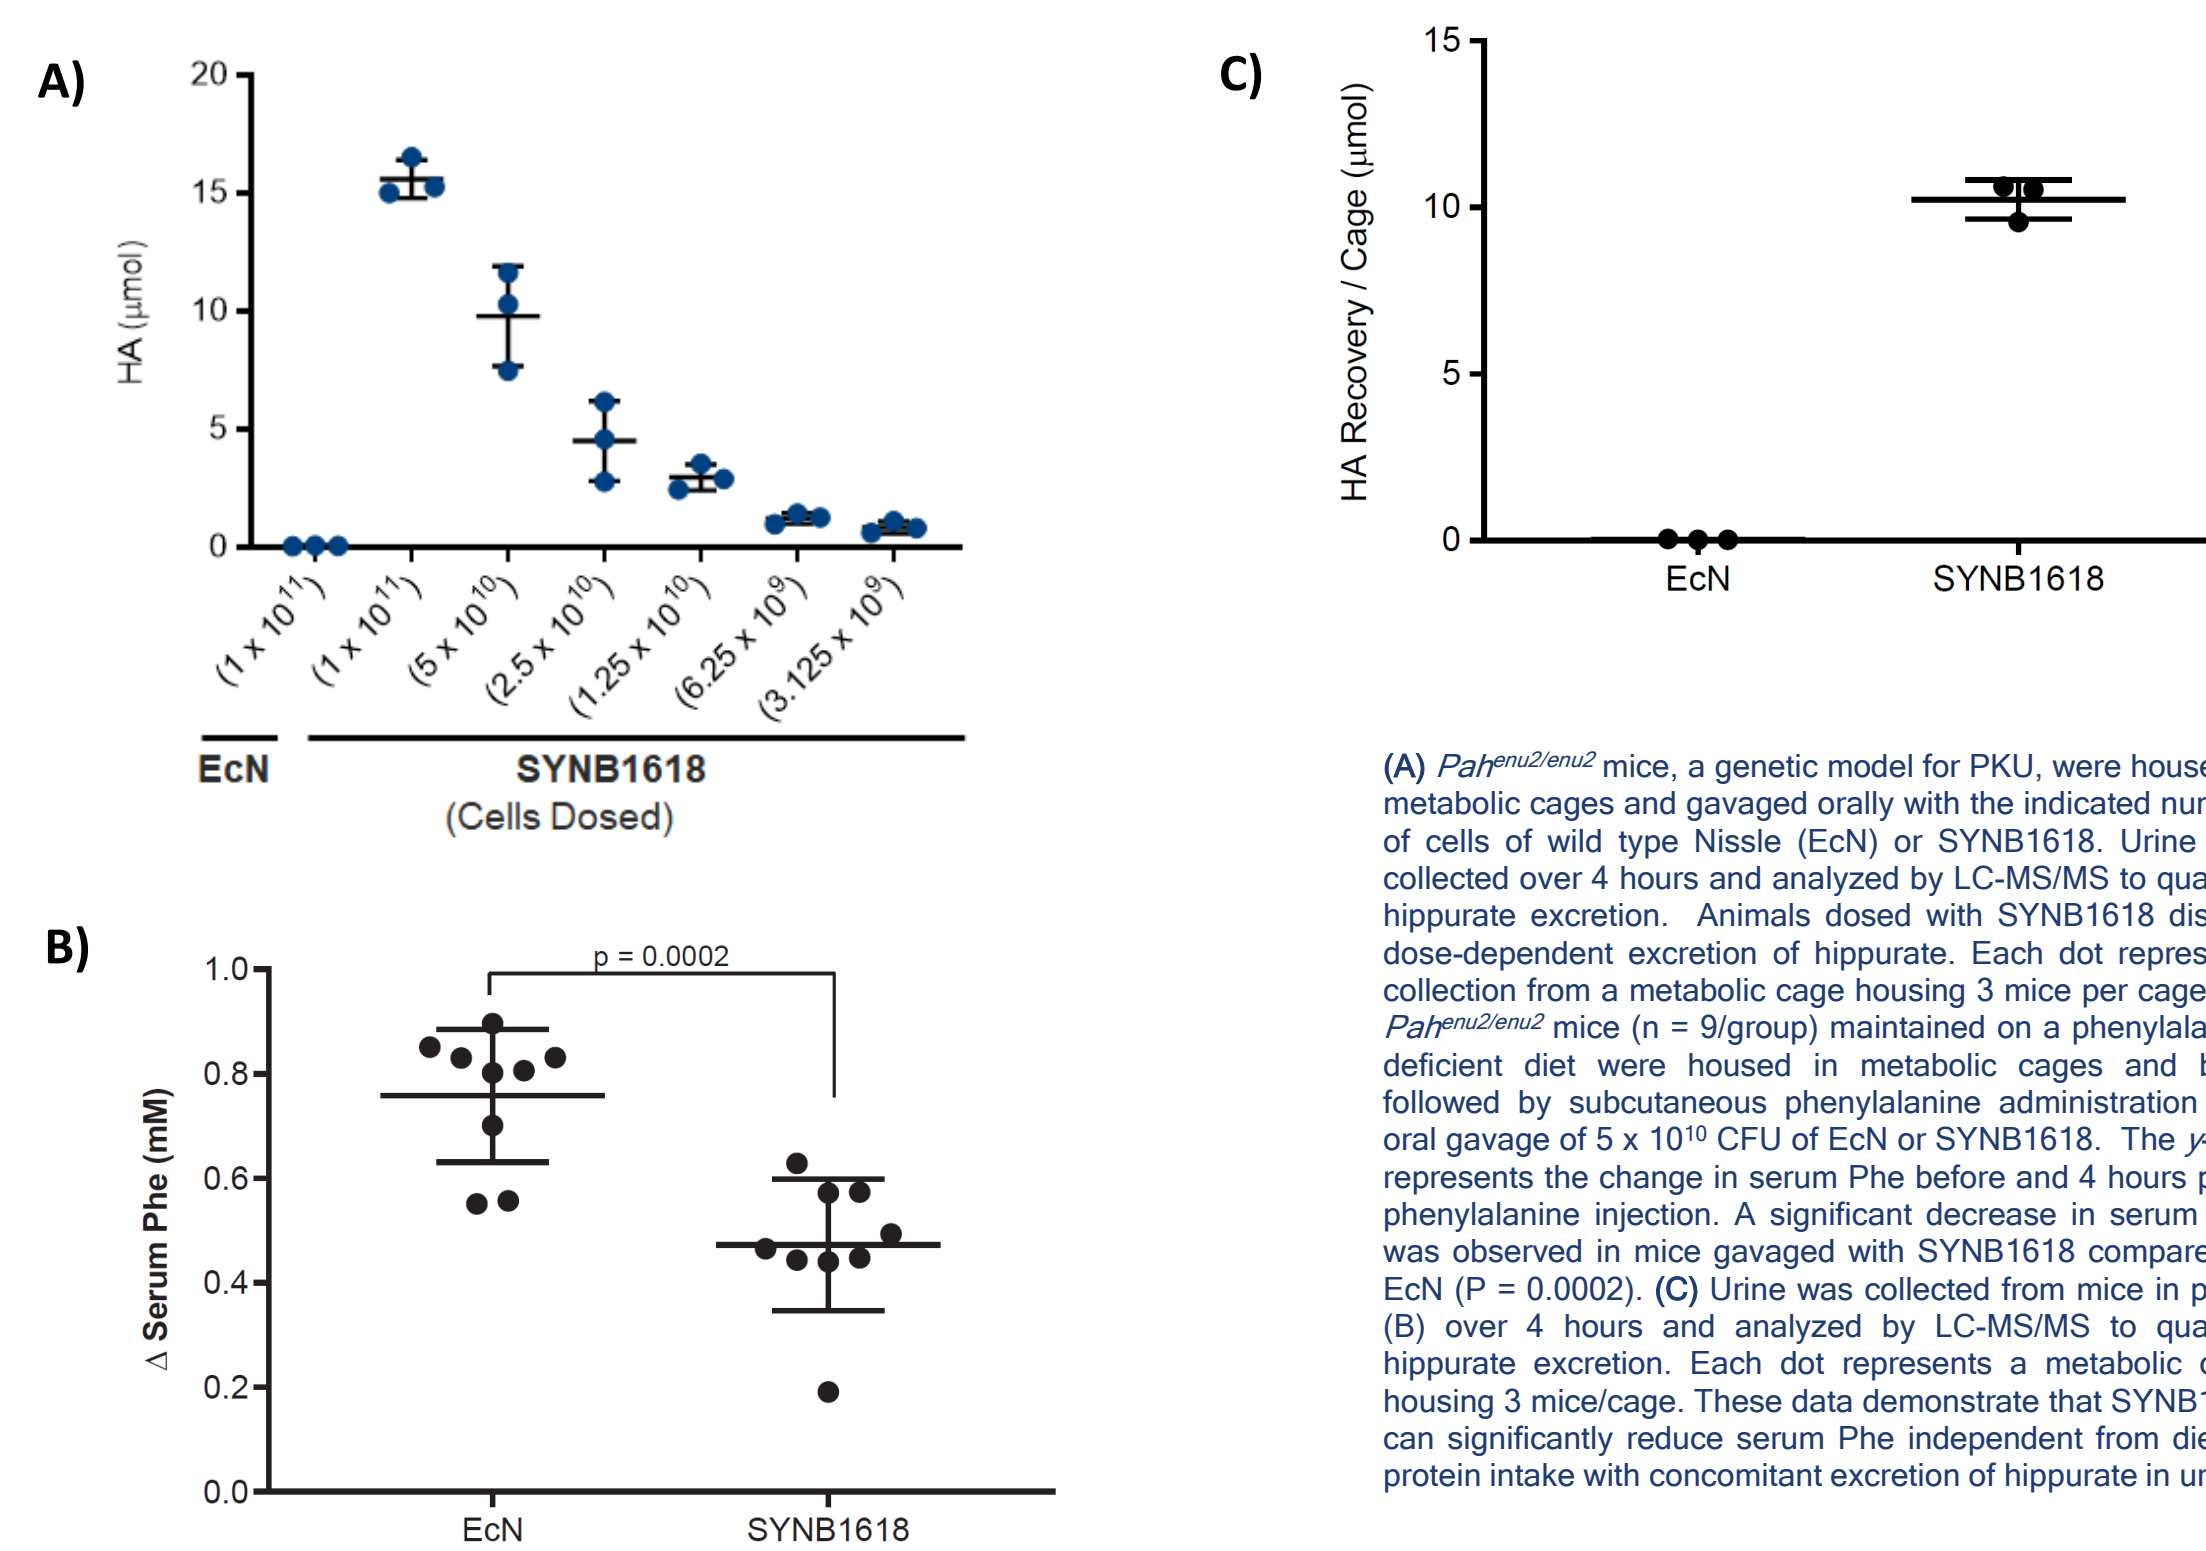 A)
20
15
10
5
0
HA (μmol)
(1 x 10¹¹)
(1 x 10¹¹)
(5 x 10¹⁰)
(2.5 x 10¹⁰)
(1.25 x 10¹⁰)
(6.25 x 10⁹)
(3.125 x 10⁹)
EcN
SYNB1618
(Cells Dosed)
B)
p = 0.0002
1.0
0.8
0.6
0.4
0.2
0.0
Δ Serum Phe (mM)
EcN
SYNB1618
C)
15
10
5
0
HA Recovery / Cage (μmol)
EcN
SYNB1618
(A) Pahenu2/enu2 mice, a genetic model for PKU, were house
metabolic cages and gavaged orally with the indicated
of cells of wild type Nissle (EcN) or SYNB1618. Urine
collected over 4 hours and analyzed by LC-MS/MS to qua
hippurate excretion. Animals dosed with SYNB1618 dis
dose-dependent excretion of hippurate. Each dot repres
collection from a metabolic cage housing 3 mice per cage
Pahenu2/enu2 mice (n = 9/group) maintained on a phenylala
deficient diet were housed in metabolic cages and
followed by subcutaneous phenylalanine administration
oral gavage of 5 x 10¹⁰ CFU of EcN or SYNB1618. The y-
represents the change in serum Phe before and 4 hours
phenylalanine injection. A significant decrease in serum
was observed in mice gavaged with SYNB1618 compare
EcN (P = 0.0002). (C) Urine was collected from mice in
(B) over 4 hours and analyzed by LC-MS/MS to qua
hippurate excretion. Each dot represents a metabolic
housing 3 mice/cage. These data demonstrate that SYNB1
can significantly reduce serum Phe independent from die
protein intake with concomitant excretion of hippurate in